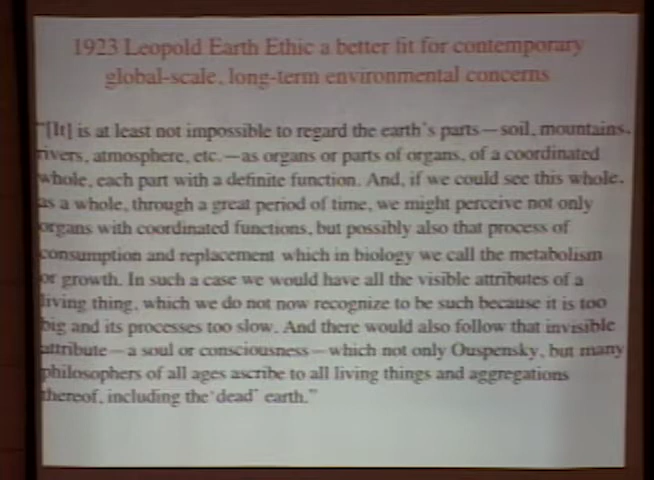 1923 Leopold Earth Ethic a better fit for contemporary
global-scale, long-term environmental concerns
"[It] is at least not impossible to regard the earth's parts—soil, mountains,
rivers, atmosphere, etc.—as organs or parts of organs, of a coordinated
whole, each part with a definite function. And, if we could see this whole,
as a whole, through a great period of time, we might perceive not only
organs with coordinated functions, but possibly also that process of
consumption and replacement which in biology we call the metabolism
or growth. In such a case we would have all the visible attributes of a
living thing, which we do not now recognize to be such because it is too
big and its processes too slow. And there would also follow that invisible
attribute—a soul or consciousness—which not only Ouspensky, but many
philosophers of all ages ascribe to all living things and aggregations
thereof, including the 'dead' earth."